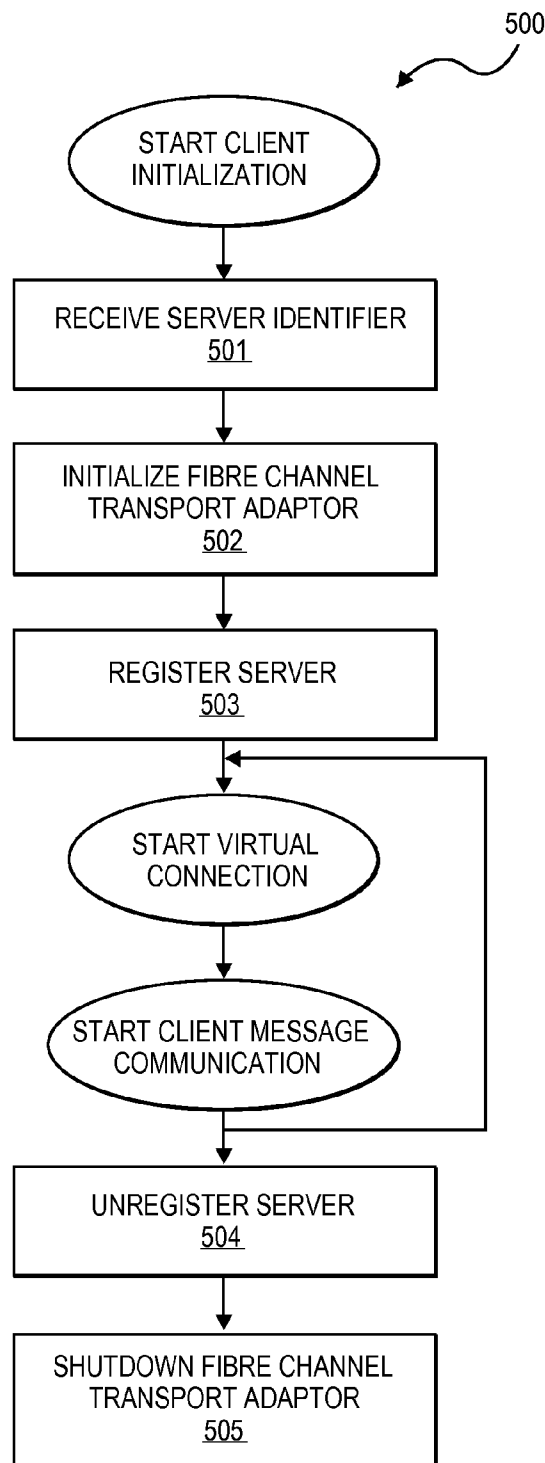 500
START CLIENT
INITIALIZATION
RECEIVE SERVER IDENTIFIER
501
INITIALIZE FIBRE CHANNEL
TRANSPORT ADAPTOR
502
REGISTER SERVER
503
START VIRTUAL
CONNECTION
START CLIENT MESSAGE
COMMUNICATION
UNREGISTER SERVER
504
SHUTDOWN FIBRE CHANNEL
TRANSPORT ADAPTOR
505